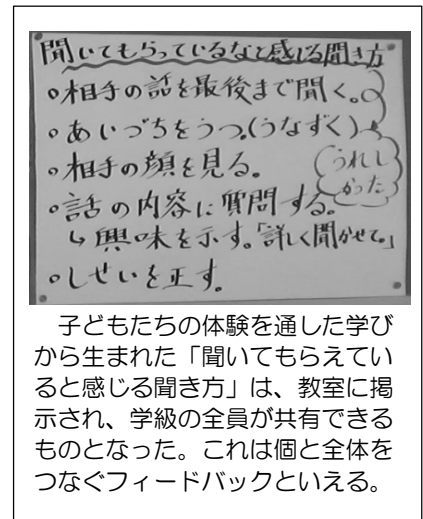 聞いてもらっているなと感じる聞き方
○相手の話を最後まで聞く。
○あいづちをうつ。(うなずく)
○相手の顔を見る。
うれし
かった
○話の内容に質問する。
↳興味を示す。「詳しく聞かせて。」
○しせいを正す。
子どもたちの体験を通した学び
から生まれた「聞いてもらえてい
ると感じる聞き方」は、教室に掲
示され、学級の全員が共有できる
ものとなった。これは個と全体を
つなぐフィードバックといえる。